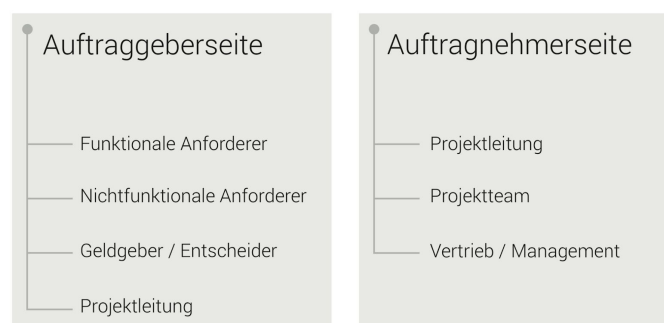 Auftraggeberseite
Funktionale Anforderer
Nichtfunktionale Anforderer
Geldgeber / Entscheider
Projektleitung
Auftragnehmerseite
Projektleitung
Projektteam
Vertrieb / Management